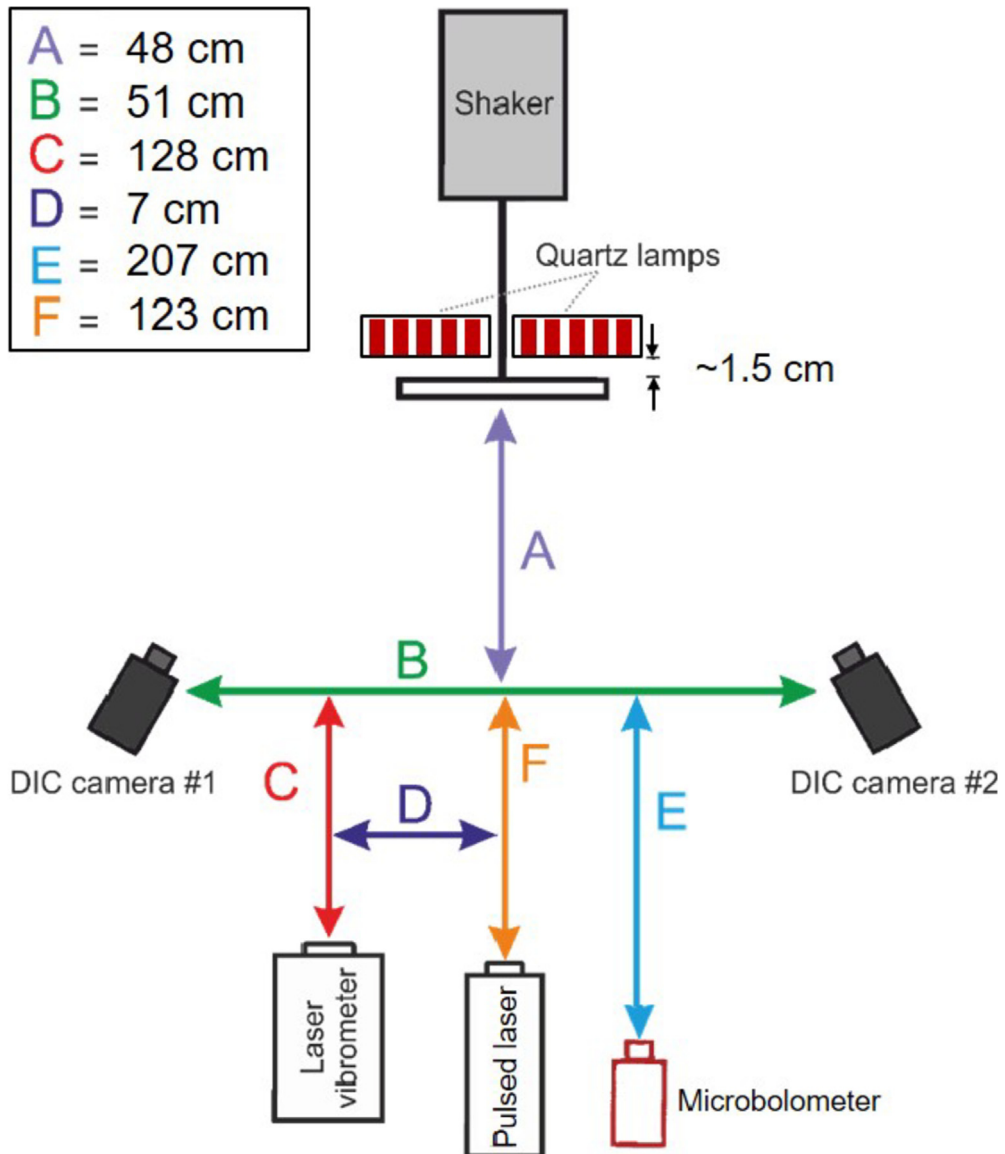 A = 48 cm
B = 51 cm
C = 128 cm
D = 7 cm
E = 207 cm
F = 123 cm
Shaker
Quartz lamps
~1.5 cm
A
B
DIC camera #1
DIC camera #2
C
D
F
E
Laser
vibrometer
Pulsed laser
Microbolometer